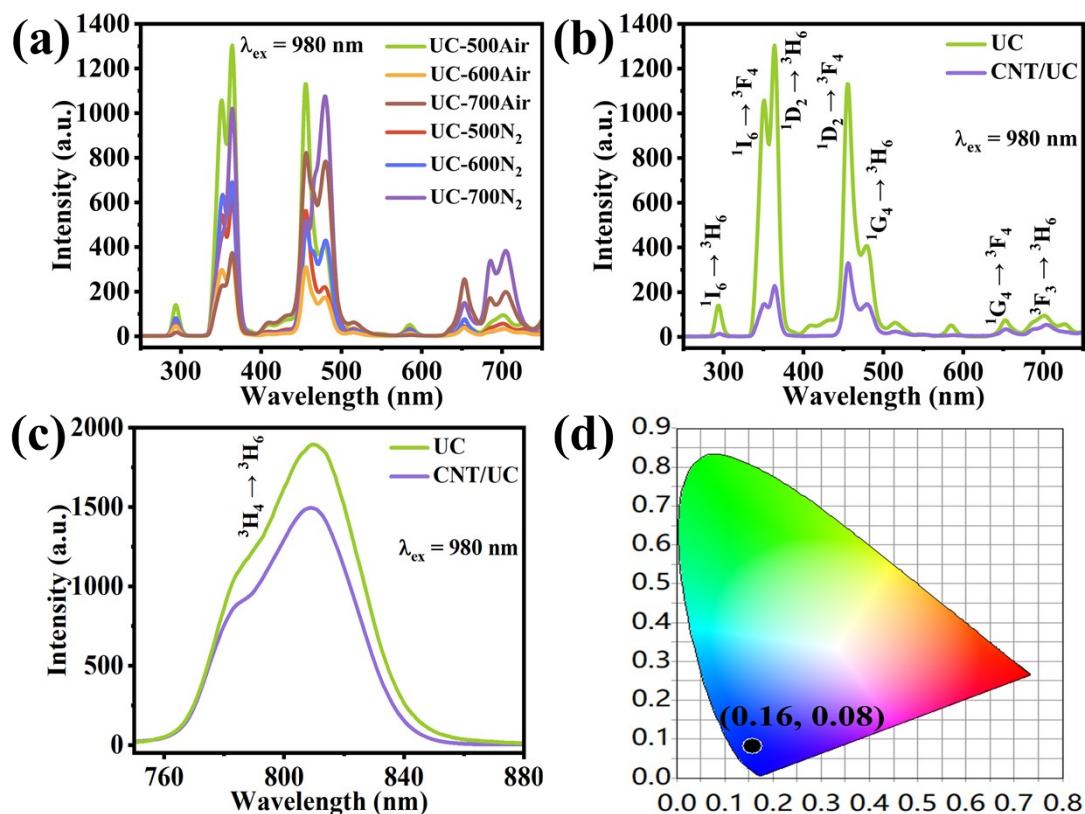 (a)
λex = 980 nm
UC-500Air
UC-600Air
UC-700Air
UC-500N2
UC-600N2
UC-700N2
1400
1200
1000
800
600
400
200
0
Intensity (a.u.)
300 400 500 600 700
Wavelength (nm)
(b)
UC
CNT/UC
λex = 980 nm
¹I₆→³H₆
¹I₆→³F₄
¹D₂→³H₆
¹D₂→³F₄
¹G₄→³H₆
¹G₄→³F₄
³F₃→³H₆
1400
1200
1000
800
600
400
200
0
Intensity (a.u.)
300 400 500 600 700
Wavelength (nm)
(c)
UC
CNT/UC
λex = 980 nm
³H₄→³H₆
2000
1500
1000
500
0
Intensity (a.u.)
760 800 840 880
Wavelength (nm)
(d)
0.9
0.8
0.7
0.6
0.5
0.4
0.3
0.2
0.1
0.0
(0.16, 0.08)
0.0 0.1 0.2 0.3 0.4 0.5 0.6 0.7 0.8